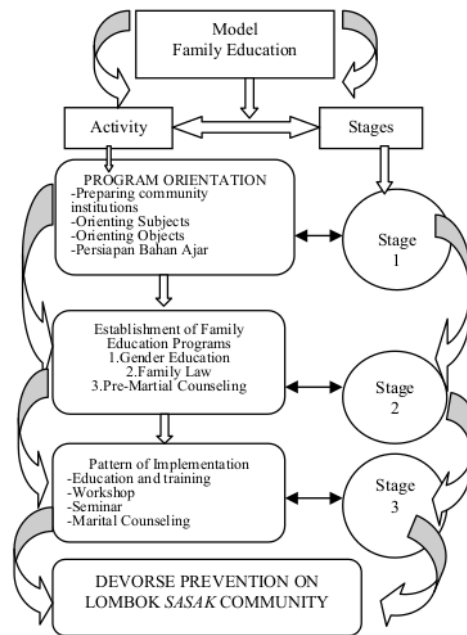 Model
Family Education
Activity
Stages
PROGRAM ORIENTATION
-Preparing community
institutions
-Orienting Subjects
-Orienting Objects
-Persiapan Bahan Ajar
Stage
1
Establishment of Family
Education Programs
1.Gender Education
2.Family Law
3.Pre-Martial Counseling
Stage
2
Pattern of Implementation
-Education and training
-Workshop
-Seminar
-Marital Counseling
Stage
3
DEVORSE PREVENTION ON
LOMBOK SASAK COMMUNITY